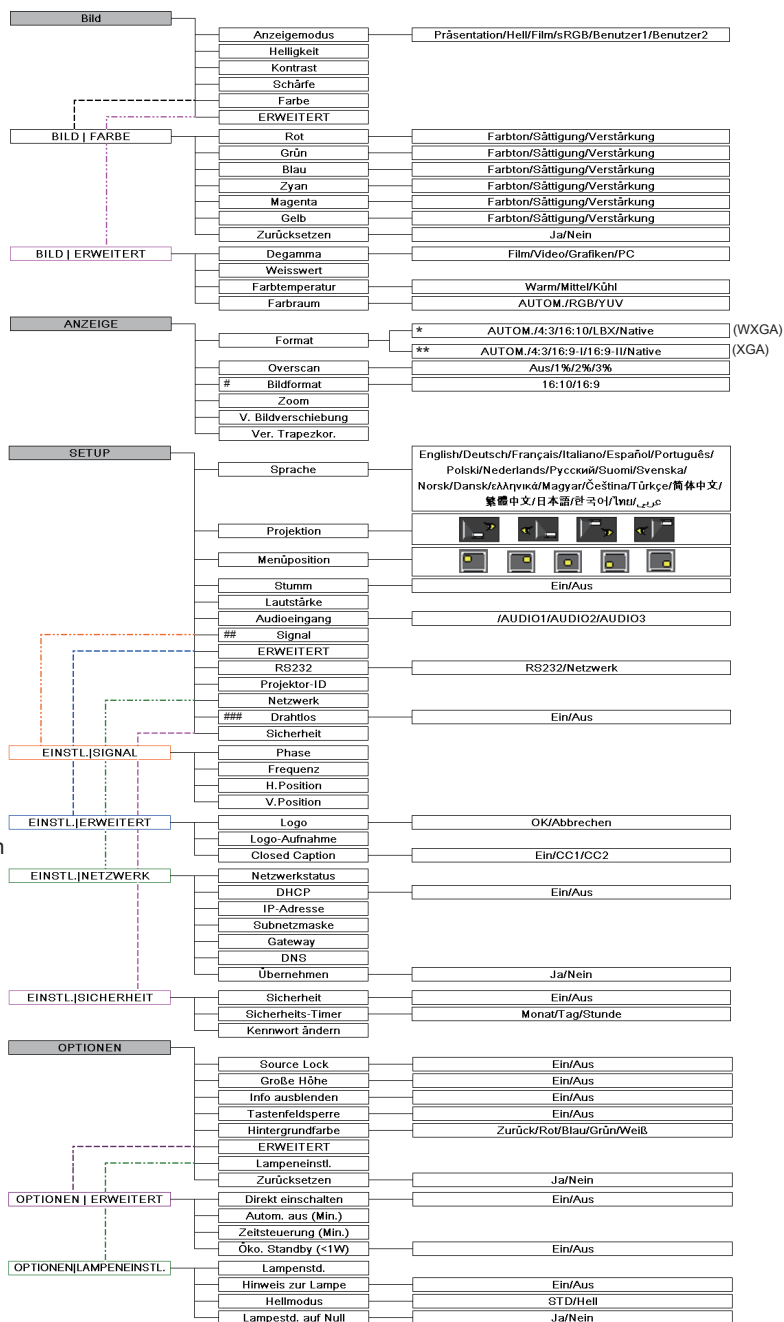 Bild
Anzeigemodus Präsentation/Hell/Film/sRGB/Benutzer1/Benutzer2
Helligkeit
Kontrast
Schärfe
Farbe
ERWEITERT
BILD | FARBE Rot Farbton/Sättigung/Verstärkung
Grün Farbton/Sättigung/Verstärkung
Blau Farbton/Sättigung/Verstärkung
Zyan Farbton/Sättigung/Verstärkung
Magenta Farbton/Sättigung/Verstärkung
Gelb Farbton/Sättigung/Verstärkung
Zurücksetzen Ja/Nein
BILD | ERWEITERT Degamma Film/Video/Grafiken/PC
Weisswert
Farbtemperatur Warm/Mittel/Kühl
Farbraum AUTOM./RGB/YUV
ANZEIGE
Format * AUTOM./4:3/16:10/LBX/Native (WXGA)
** AUTOM./4:3/16:9-I/16:9-II/Native (XGA)
Overscan Aus/1%/2%/3%
# Bildformat 16:10/16:9
Zoom
V. Bildverschiebung
Ver. Trapezkor.
SETUP
Sprache English/Deutsch/Français/Italiano/Español/Português/
Polski/Nederlands/Русский/Suomi/Svenska/
Norsk/Dansk/ελληνικά/Magyar/Čeština/Türkçe/简体中文/
繁體中文/日本語/한국어/ไทย/عربي
Projektion
Menüposition
Stumm Ein/Aus
Lautstärke
Audioeingang /AUDIO1/AUDIO2/AUDIO3
## Signal
ERWEITERT
RS232 RS232/Netzwerk
Projektor-ID
Netzwerk
### Drahtlos Ein/Aus
Sicherheit
EINSTL.|SIGNAL Phase
Frequenz
H.Position
V.Position
EINSTL.|ERWEITERT Logo OK/Abbrechen
Logo-Aufnahme
n
Closed Caption Ein/CC1/CC2
EINSTL.|NETZWERK Netzwerkstatus
DHCP Ein/Aus
IP-Adresse
Subnetzmaske
Gateway
DNS
Übernehmen Ja/Nein
EINSTL.|SICHERHEIT Sicherheit Ein/Aus
Sicherheits-Timer Monat/Tag/Stunde
Kennwort ändern
OPTIONEN
Source Lock Ein/Aus
Große Höhe Ein/Aus
Info ausblenden Ein/Aus
Tastenfeldsperre Ein/Aus
Hintergrundfarbe Zurück/Rot/Blau/Grün/Weiß
ERWEITERT
Lampeneinstl.
Zurücksetzen Ja/Nein
OPTIONEN | ERWEITERT Direkt einschalten Ein/Aus
Autom. aus (Min.)
Zeitsteuerung (Min.)
Öko. Standby (<1W) Ein/Aus
OPTIONEN|LAMPENEINSTL. Lampenstd.
Hinweis zur Lampe Ein/Aus
Hellmodus STD/Hell
Lampestd. auf Null Ja/Nein